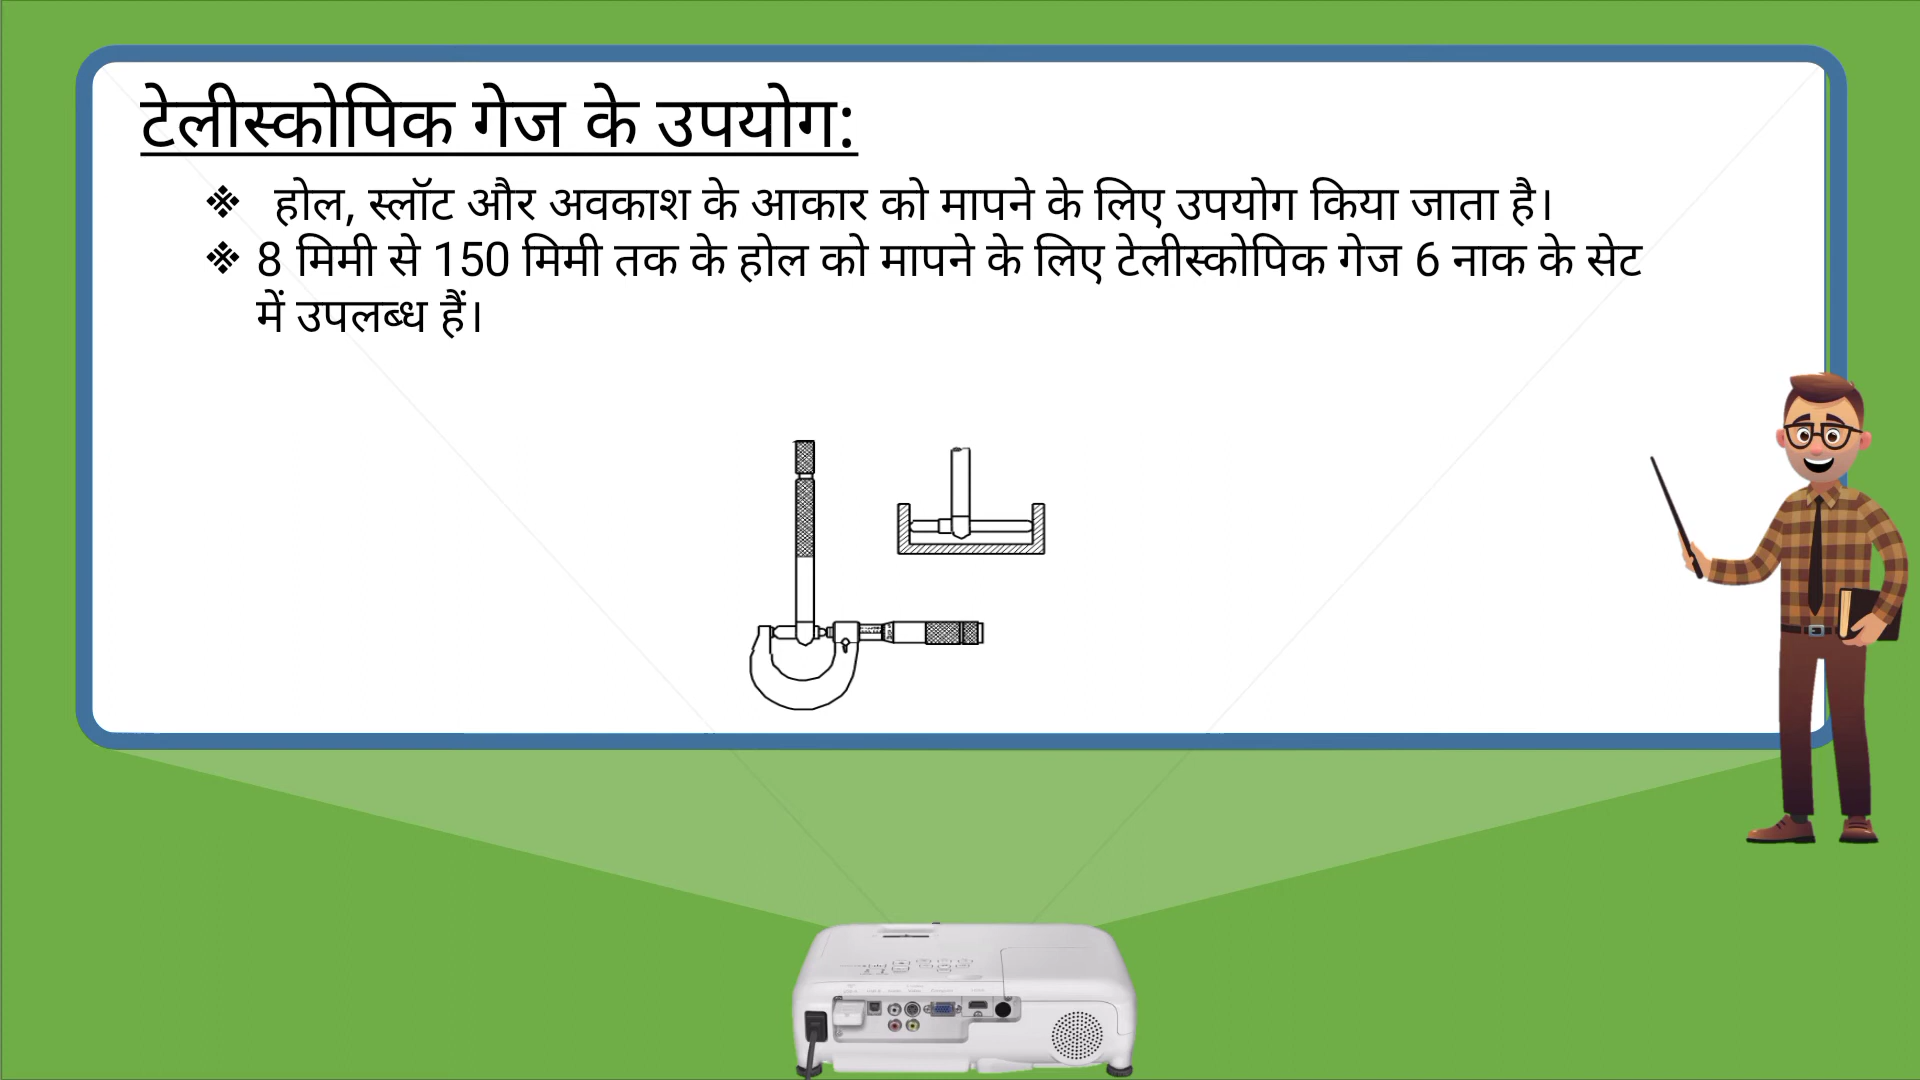 टेलीस्कोपिक गेज के उपयोग:
❖ होल, स्लॉट और अवकाश के आकार को मापने के लिए उपयोग किया जाता है।
❖ 8 मिमी से 150 मिमी तक के होल को मापने के लिए टेलीस्कोपिक गेज 6 नाक के सेट
में उपलब्ध हैं।